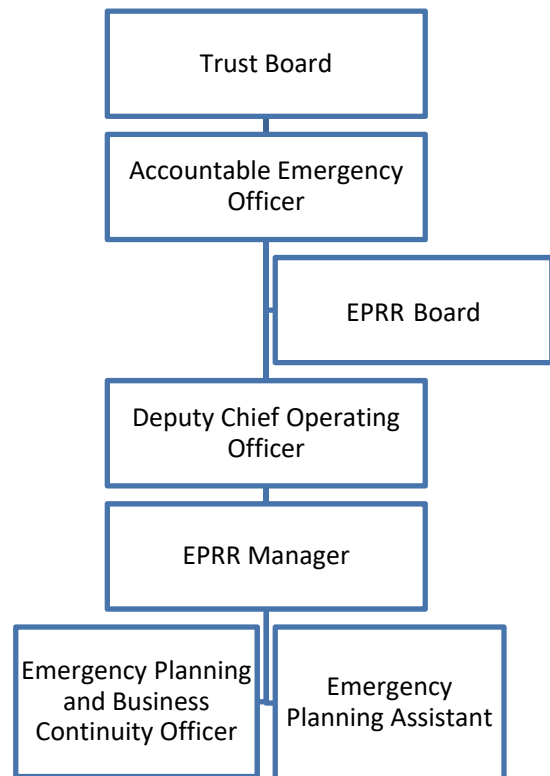 Trust Board
Accountable Emergency
Officer
EPRR Board
Deputy Chief Operating
Officer
EPRR Manager
Emergency Planning
and Business
Continuity Officer
Emergency
Planning Assistant